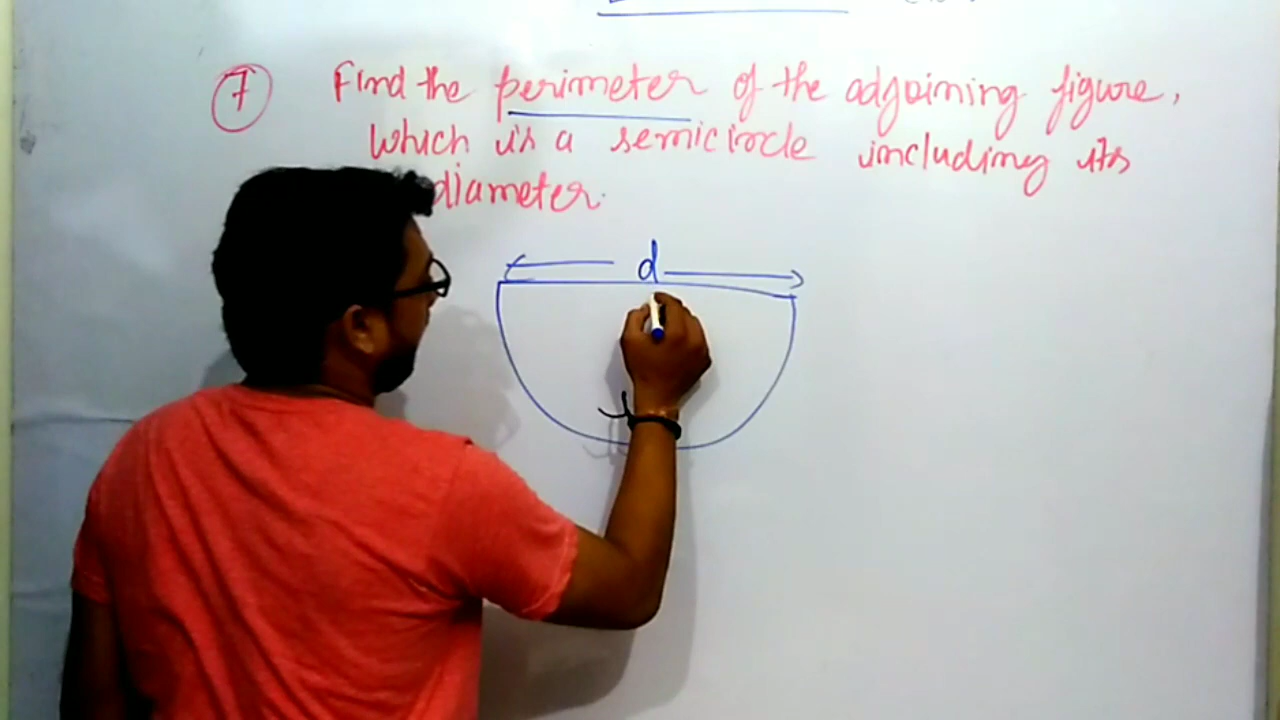 7 Find the perimeter of the adjoining figure,
which is a semicircle including its
diameter.
d